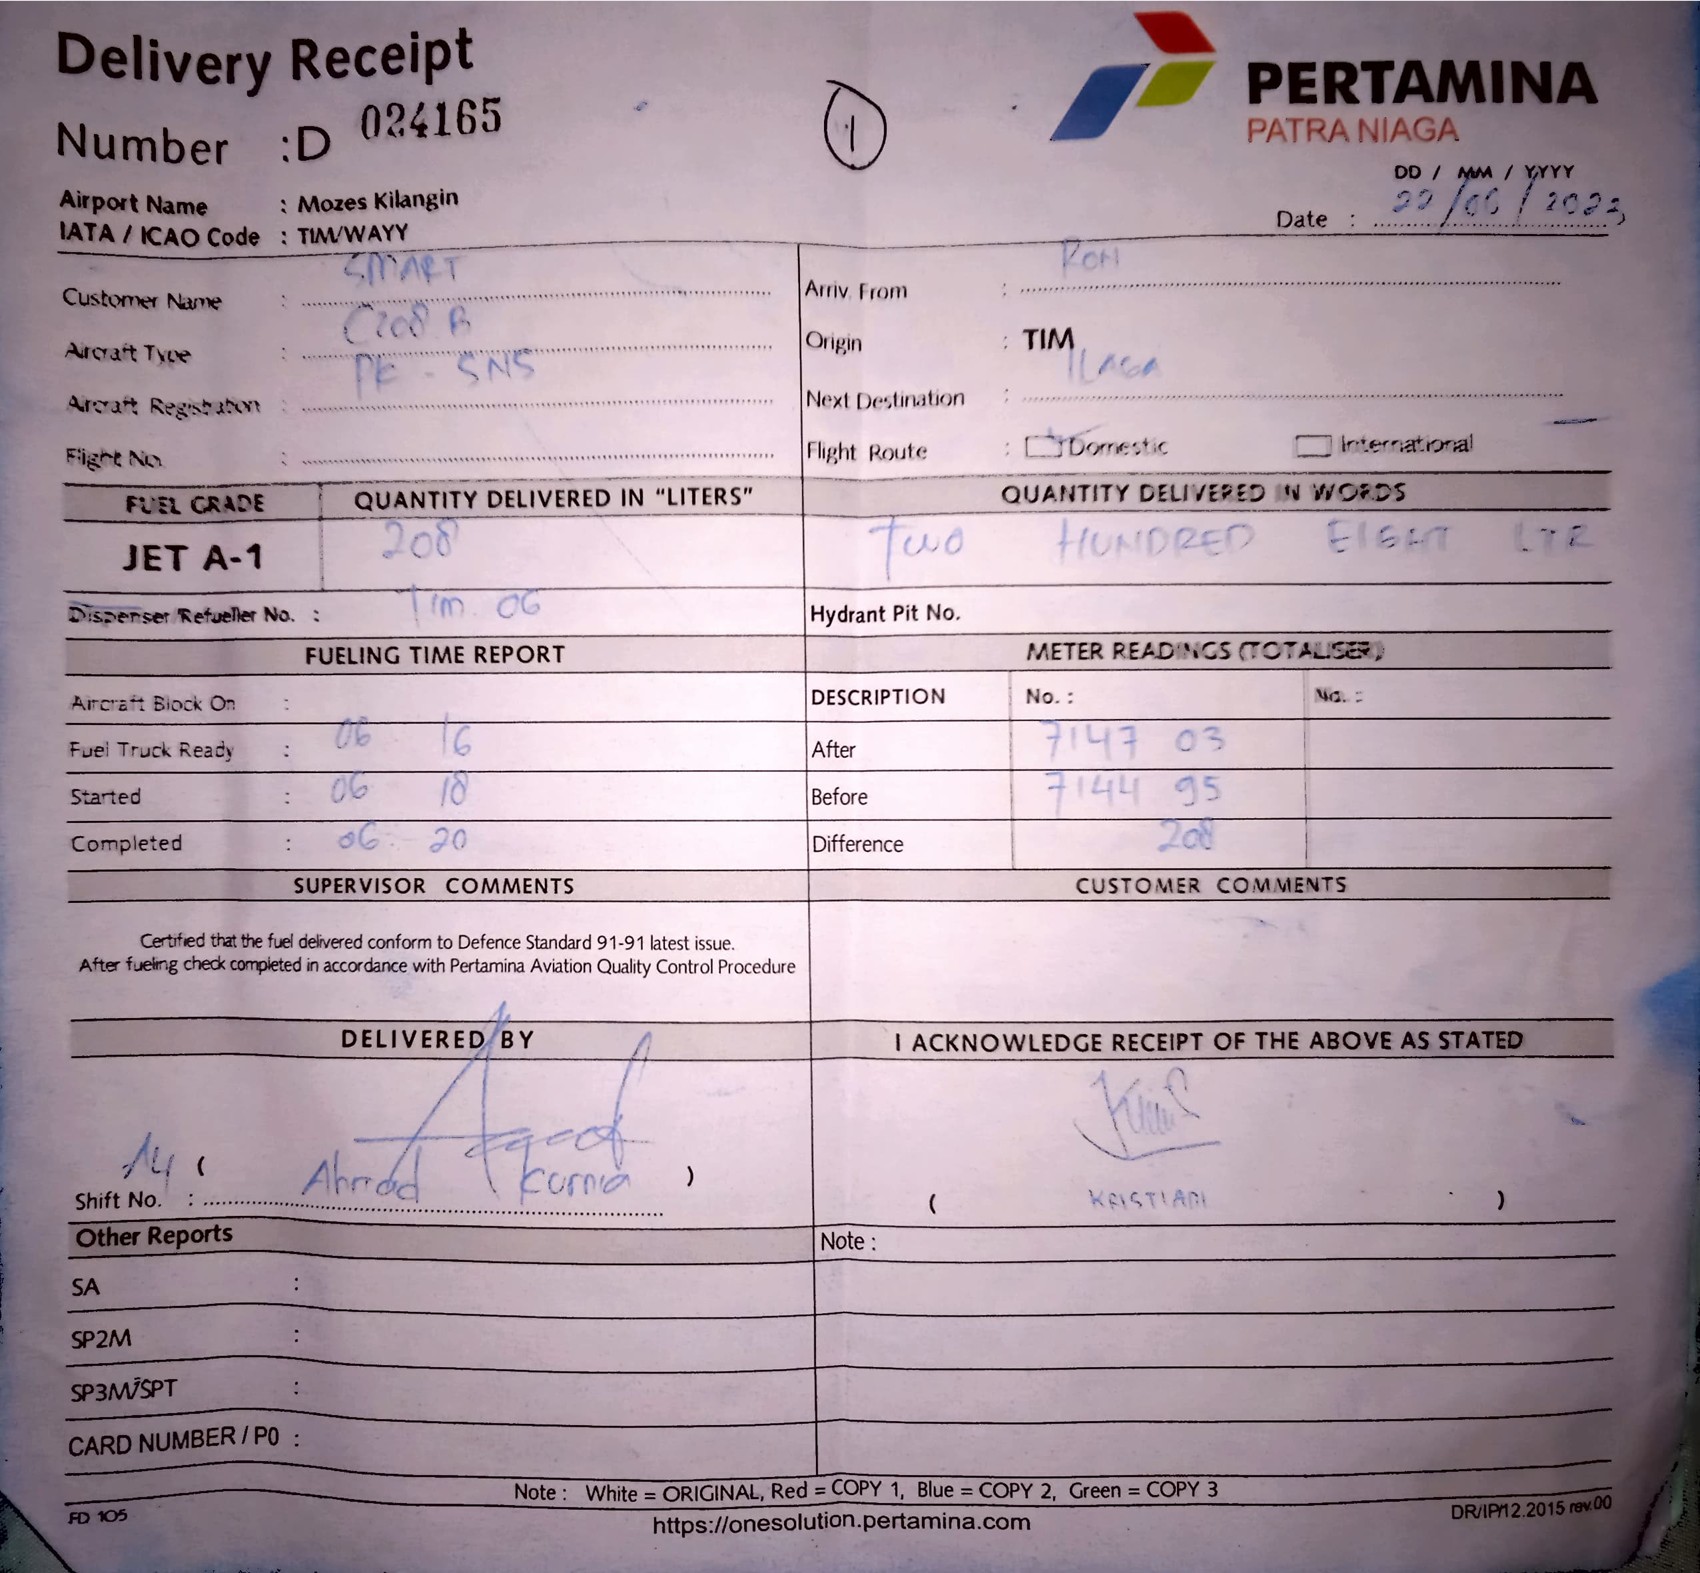 Delivery Receipt
Number :D 024165
1
PERTAMINA
PATRA NIAGA
Airport Name : Mozes Kilangin
IATA / ICAO Code : TIM/WAYY
DD / MM / YYYY
Date : 22/06/2023
Customer Name : SMART
Aircraft Type : C208 B
Aircraft Registration : PK - SNS
Flight No. :
Arriv. From :
Origin : TIM
Next Destination : ILAGA
Flight Route : Domestic International
FUEL GRADE QUANTITY DELIVERED IN "LITERS" QUANTITY DELIVERED IN WORDS
JET A-1 208 TWO HUNDRED EIGHT LTR
Dispenser/Refueller No. : TIM. 06 Hydrant Pit No.
FUELING TIME REPORT METER READINGS (TOTALISER)
Aircraft Block On : DESCRIPTION No. : No. :
Fuel Truck Ready : 06 16 After 7147 03
Started : 06 18 Before 7144 95
Completed : 06 20 Difference 208
SUPERVISOR COMMENTS CUSTOMER COMMENTS
Certified that the fuel delivered conform to Defence Standard 91-91 latest issue.
After fueling check completed in accordance with Pertamina Aviation Quality Control Procedure
DELIVERED BY I ACKNOWLEDGE RECEIPT OF THE ABOVE AS STATED
Shift No. : ( Ahmad Kurnia ) ( KRISTIAN )
Other Reports Note :
SA :
SP2M :
SP3M/SPT :
CARD NUMBER / P0 :
Note : White = ORIGINAL, Red = COPY 1, Blue = COPY 2, Green = COPY 3
FD 105 https://onesolution.pertamina.com DR/IP/12.2015 rev.00